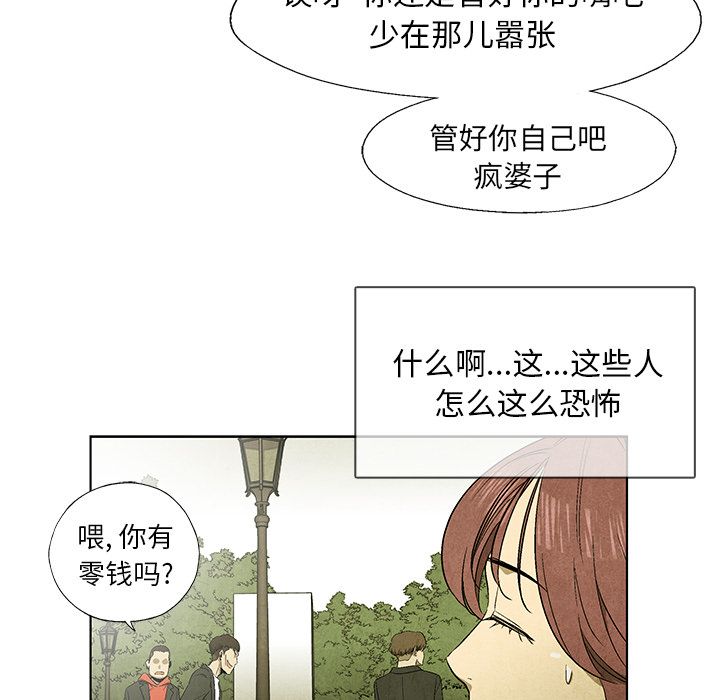 少在那儿嚣张
管好你自己吧
疯婆子
什么啊...这...这些人
怎么这么恐怖
喂,你有
零钱吗?